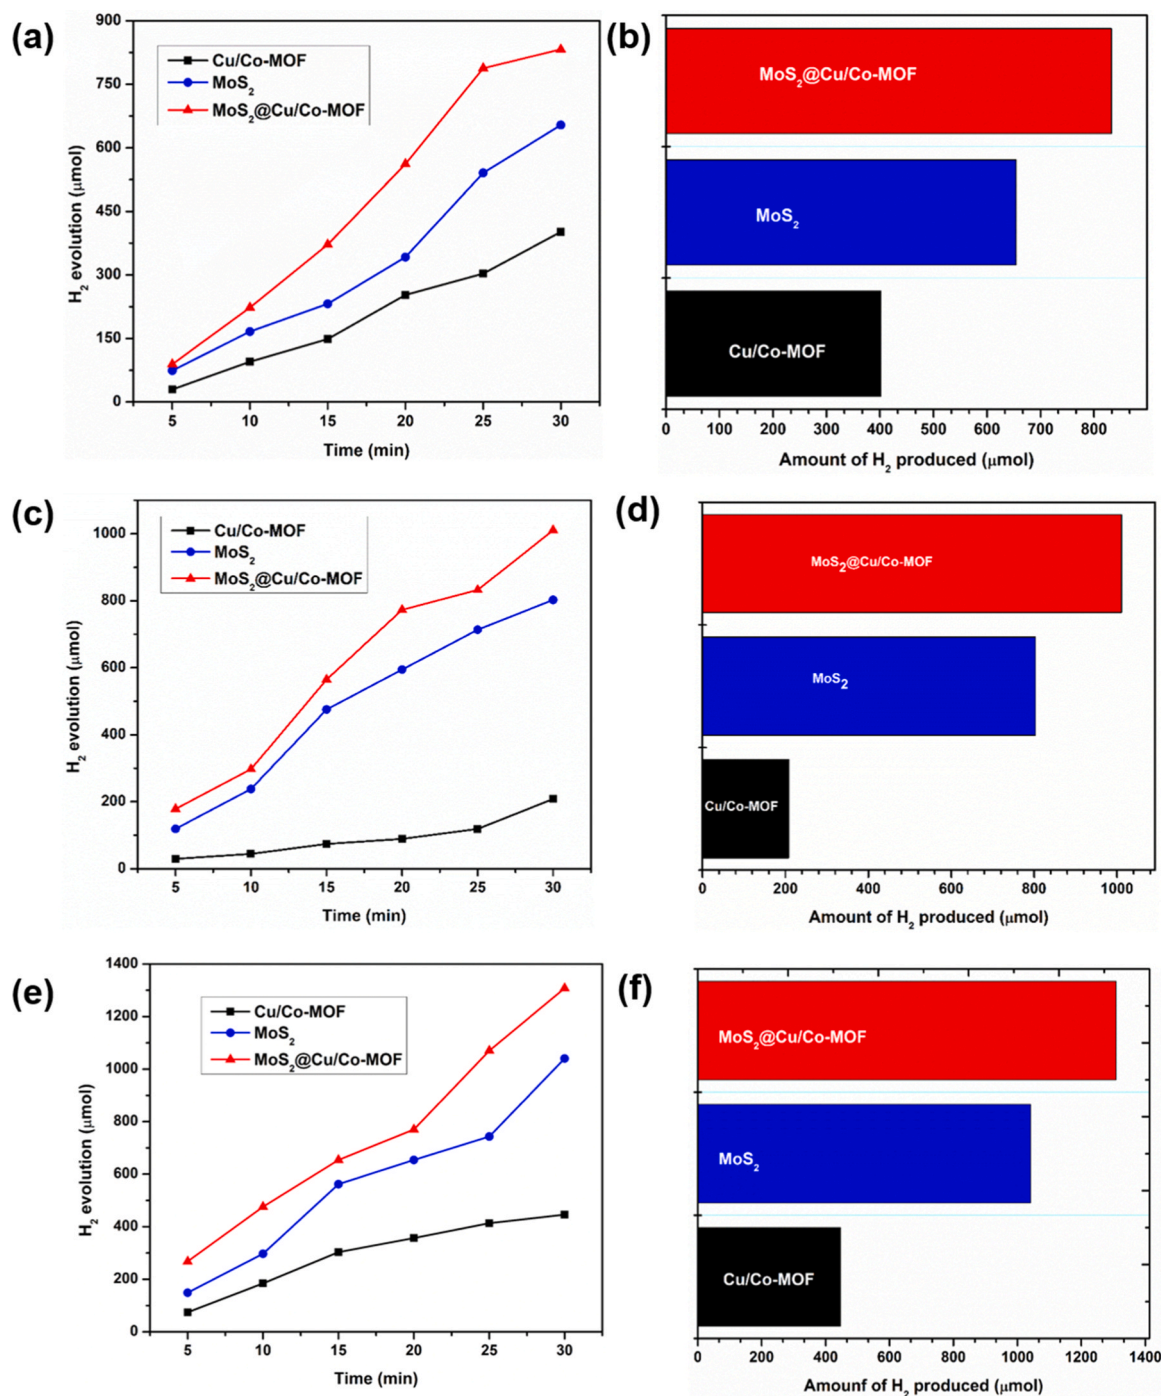 (a)
Cu/Co-MOF
MoS2
MoS2@Cu/Co-MOF
H2 evolution (μmol)
900
750
600
450
300
150
0
5 10 15 20 25 30
Time (min)
(b)
MoS2@Cu/Co-MOF
MoS2
Cu/Co-MOF
0 100 200 300 400 500 600 700 800
Amount of H2 produced (μmol)
(c)
Cu/Co-MOF
MoS2
MoS2@Cu/Co-MOF
H2 evolution (μmol)
1000
800
600
400
200
0
5 10 15 20 25 30
Time (min)
(d)
MoS2@Cu/Co-MOF
MoS2
Cu/Co-MOF
0 200 400 600 800 1000
Amount of H2 produced (μmol)
(e)
Cu/Co-MOF
MoS2
MoS2@Cu/Co-MOF
H2 evolution (μmol)
1400
1200
1000
800
600
400
200
0
5 10 15 20 25 30
Time (min)
(f)
MoS2@Cu/Co-MOF
MoS2
Cu/Co-MOF
0 200 400 600 800 1000 1200 1400
Amounf of H2 produced (μmol)